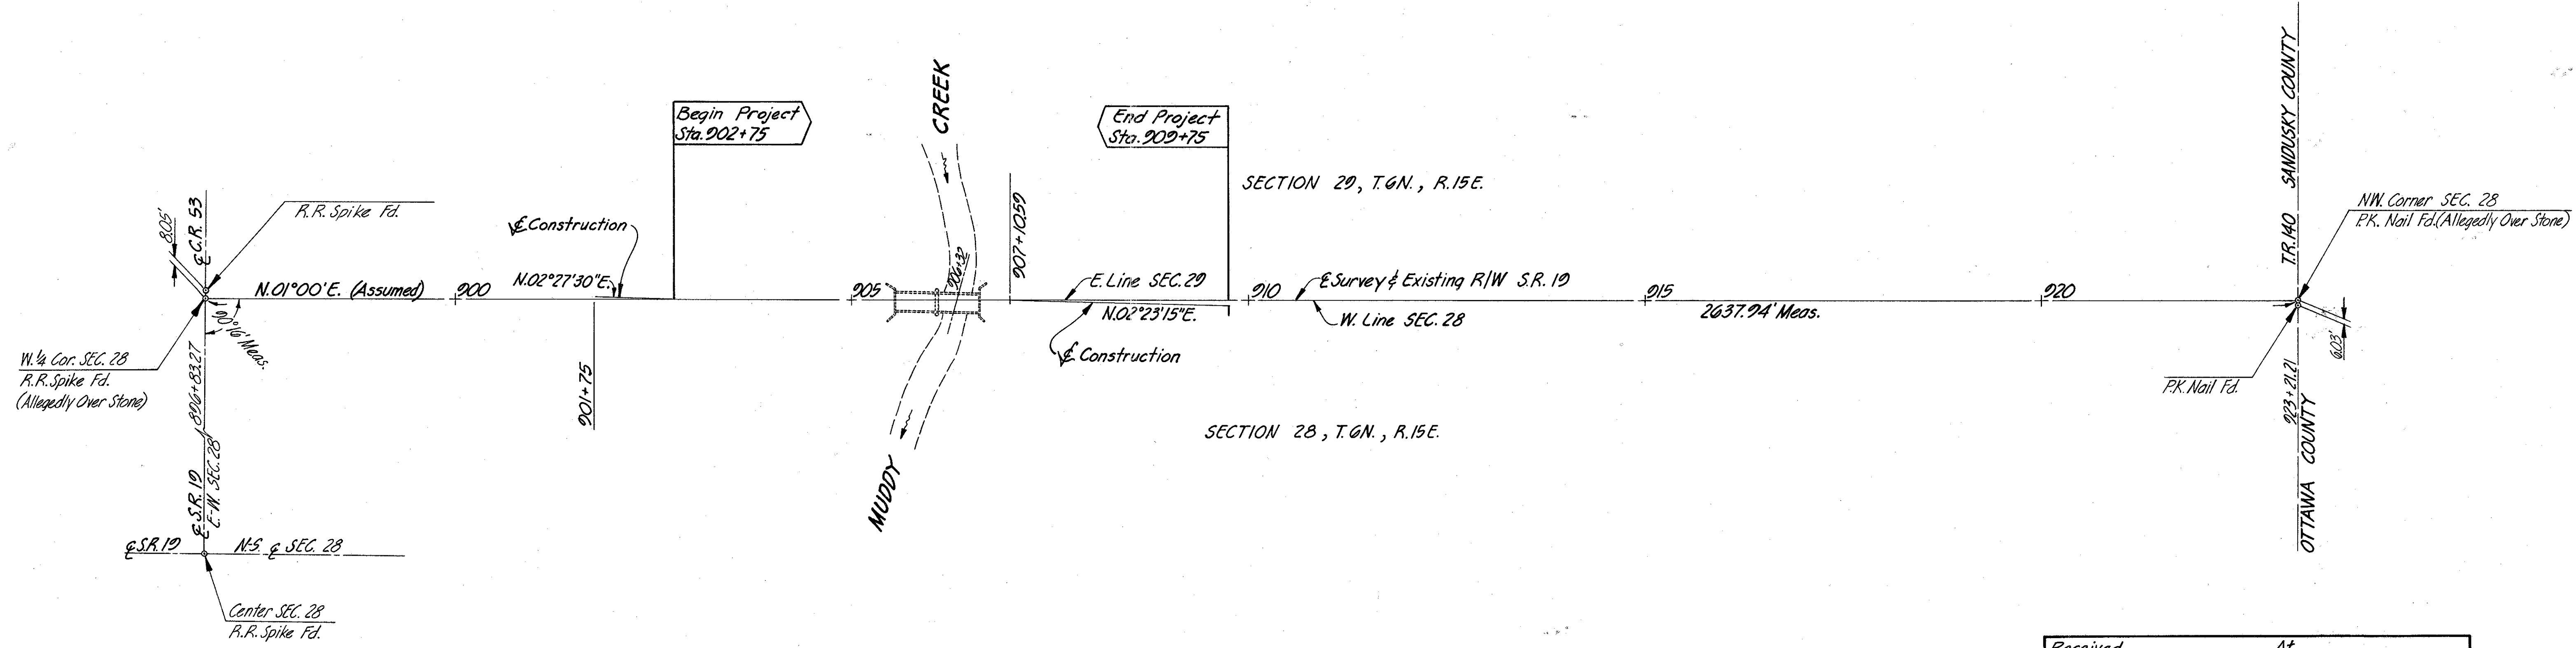 Begin Project
Sta. 902+75
CREEK
End Project
Sta. 909+75
SECTION 29, T.6N., R.15E.
T.R. 140 SANDUSKY COUNTY
NW. Corner SEC. 28
P.K. Nail Fd. (Allegedly Over Stone)
8.05'
℄ C.R. 53
R.R. Spike Fd.
℄ Construction
907+10.59
906+32
N.01°00'E. (Assumed)
900
N.02°27'30"E.
905
E. Line SEC. 29
910
℄ Survey & Existing R/W S.R. 19
915
920
90°16' Meas.
N.02°23'15"E.
W. Line SEC. 28
2637.94' Meas.
℄ Construction
6.03'
W. ¼ Cor. SEC. 28
R.R. Spike Fd.
(Allegedly Over Stone)
896+83.27
901+75
P.K. Nail Fd.
923+21.21
OTTAWA COUNTY
SECTION 28, T.6N., R.15E.
℄ S.R. 19
E-W. SEC. 28
MUDDY
℄ S.R. 19
N-S. ℄ SEC. 28
Center SEC. 28
R.R. Spike Fd.
Received At